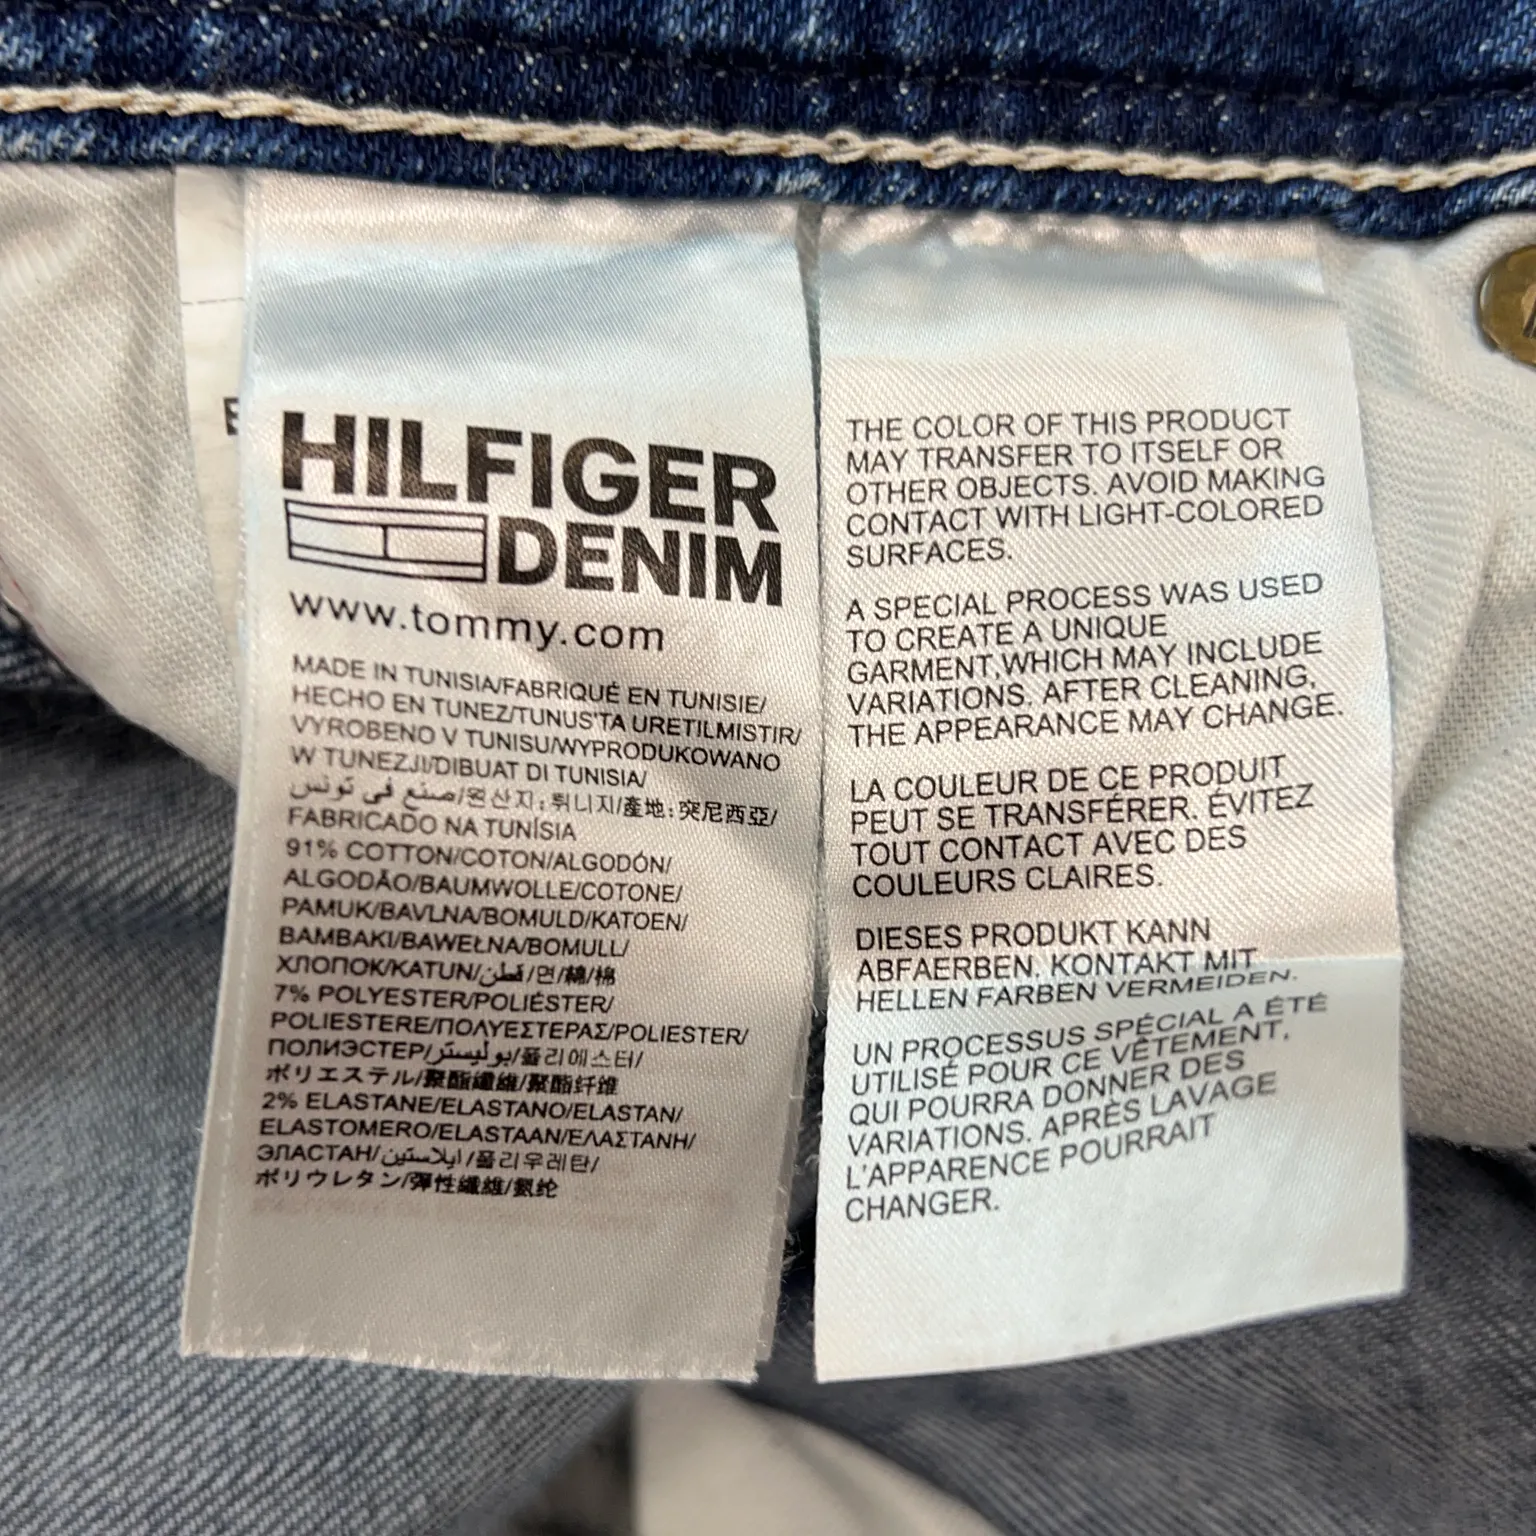 HILFIGER
DENIM
www.tommy.com
MADE IN TUNISIA/FABRIQUÉ EN TUNISIE/
HECHO EN TUNEZ/TUNUS'TA URETILMISTIR/
VYROBENO V TUNISU/WYPRODUKOWANO
W TUNEZJI/DIBUAT DI TUNISIA/
صنع في تونس/원산지:튀니지/產地:突尼西亞/
FABRICADO NA TUNÍSIA
91% COTTON/COTON/ALGODÓN/
ALGODÃO/BAUMWOLLE/COTONE/
PAMUK/BAVLNA/BOMULD/KATOEN/
BAMBAKI/BAWEŁNA/BOMULL/
ХЛОПОК/KATUN/قطن/면/綿/棉
7% POLYESTER/POLIÉSTER/
POLIESTERE/ΠΟΛΥΕΣΤΕΡΑΣ/POLIESTER/
ПОЛИЭСТЕР/بوليستر/폴리에스터/
ポリエステル/聚酯纖維/聚酯纤维
2% ELASTANE/ELASTANO/ELASTAN/
ELASTOMERO/ELASTAAN/ΕΛΑΣΤΑΝΗ/
ЭЛАСТАН/ايلاستين/폴리우레탄/
ポリウレタン/彈性纖維/氨纶
THE COLOR OF THIS PRODUCT
MAY TRANSFER TO ITSELF OR
OTHER OBJECTS. AVOID MAKING
CONTACT WITH LIGHT-COLORED
SURFACES.
A SPECIAL PROCESS WAS USED
TO CREATE A UNIQUE
GARMENT,WHICH MAY INCLUDE
VARIATIONS. AFTER CLEANING,
THE APPEARANCE MAY CHANGE.
LA COULEUR DE CE PRODUIT
PEUT SE TRANSFÉRER. ÉVITEZ
TOUT CONTACT AVEC DES
COULEURS CLAIRES.
DIESES PRODUKT KANN
ABFAERBEN. KONTAKT MIT
HELLEN FARBEN VERMEIDEN.
UN PROCESSUS SPÉCIAL A ÉTÉ
UTILISÉ POUR CE VÊTEMENT,
QUI POURRA DONNER DES
VARIATIONS. APRÈS LAVAGE
L'APPARENCE POURRAIT
CHANGER.